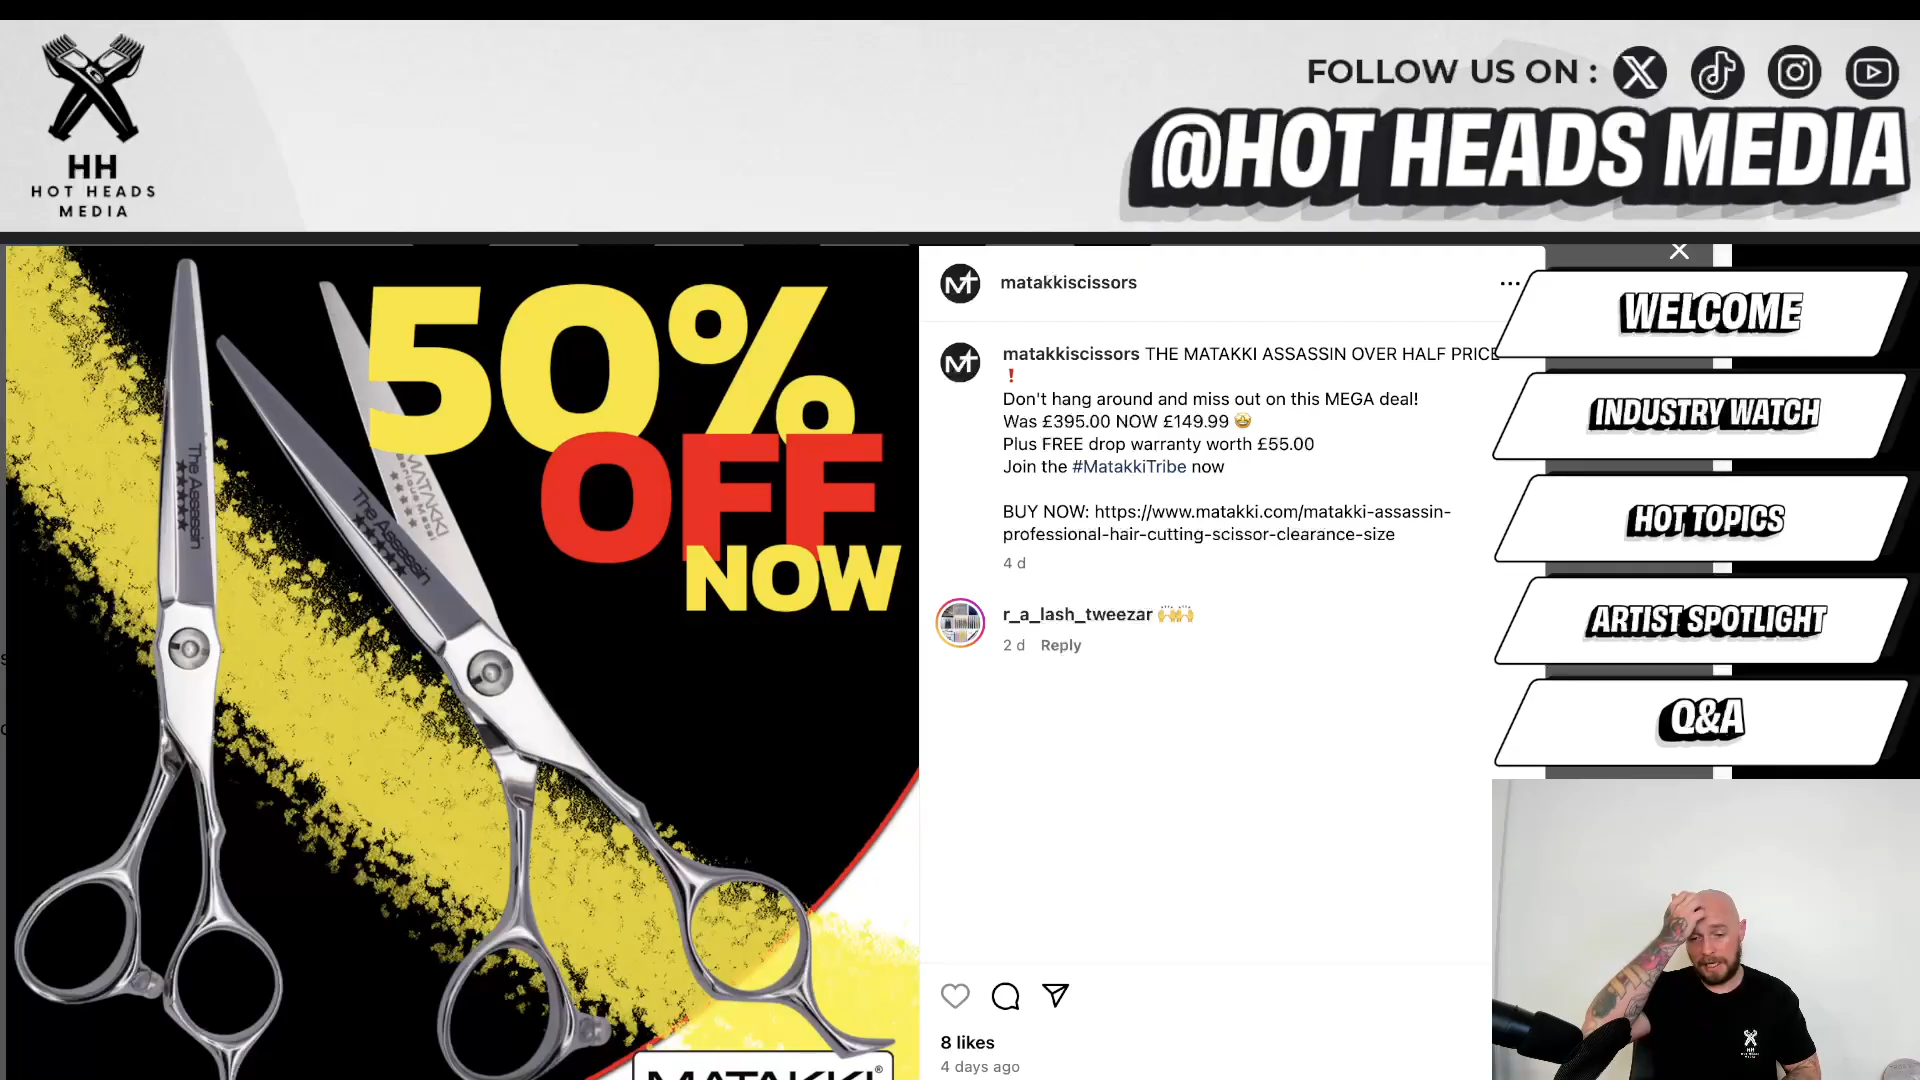 FOLLOW US ON :
@HOT HEADS MEDIA
HH
HOT HEADS
MEDIA
50%
OFF
NOW
The Assassin
The Assassin
MATAKKI
MATAKKI®
matakkiscissors
matakkiscissors THE MATAKKI ASSASSIN OVER HALF PRICE
❗
Don't hang around and miss out on this MEGA deal!
Was £395.00 NOW £149.99 🤩
Plus FREE drop warranty worth £55.00
Join the #MatakkiTribe now
BUY NOW: https://www.matakki.com/matakki-assassin-
professional-hair-cutting-scissor-clearance-size
4 d
r_a_lash_tweezar 🙌🙌
2 d Reply
8 likes
4 days ago
WELCOME
INDUSTRY WATCH
HOT TOPICS
ARTIST SPOTLIGHT
Q&A